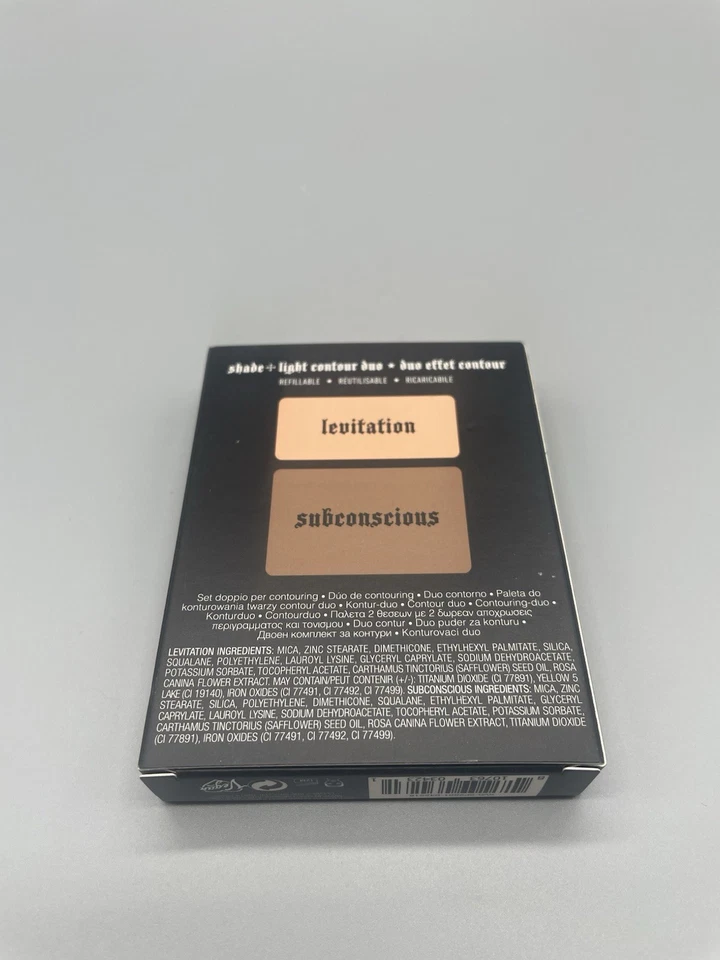 shade + light contour duo • duo effet contour
REFILLABLE • RÉUTILISABLE • RICARICABILE
levitation
subconscious
Set doppio per contouring • Dúo de contouring • Duo contorno • Paleta do
konturowania twarzy contour duo • Kontur-duo • Contour duo • Contouring-duo •
Konturduo • Contourduo • Παλετα 2 θεσεων με 2 δωρεαν αποχρωσεις
περιγραμματος και τονισμου • Duo contur • Duo puder za konturu •
Двоен комплект за контури • Konturovací duo
LEVITATION INGREDIENTS: MICA, ZINC STEARATE, DIMETHICONE, ETHYLHEXYL PALMITATE, SILICA,
SQUALANE, POLYETHYLENE, LAUROYL LYSINE, GLYCERYL CAPRYLATE, SODIUM DEHYDROACETATE,
POTASSIUM SORBATE, TOCOPHERYL ACETATE, CARTHAMUS TINCTORIUS (SAFFLOWER) SEED OIL, ROSA
CANINA FLOWER EXTRACT. MAY CONTAIN/PEUT CONTENIR (+/-): TITANIUM DIOXIDE (CI 77891), YELLOW 5
LAKE (CI 19140), IRON OXIDES (CI 77491, CI 77492, CI 77499). SUBCONSCIOUS INGREDIENTS: MICA, ZINC
STEARATE, SILICA, POLYETHYLENE, DIMETHICONE, SQUALANE, ETHYLHEXYL PALMITATE, GLYCERYL
CAPRYLATE, LAUROYL LYSINE, SODIUM DEHYDROACETATE, TOCOPHERYL ACETATE, POTASSIUM SORBATE,
CARTHAMUS TINCTORIUS (SAFFLOWER) SEED OIL, ROSA CANINA FLOWER EXTRACT, TITANIUM DIOXIDE
(CI 77891), IRON OXIDES (CI 77491, CI 77492, CI 77499).